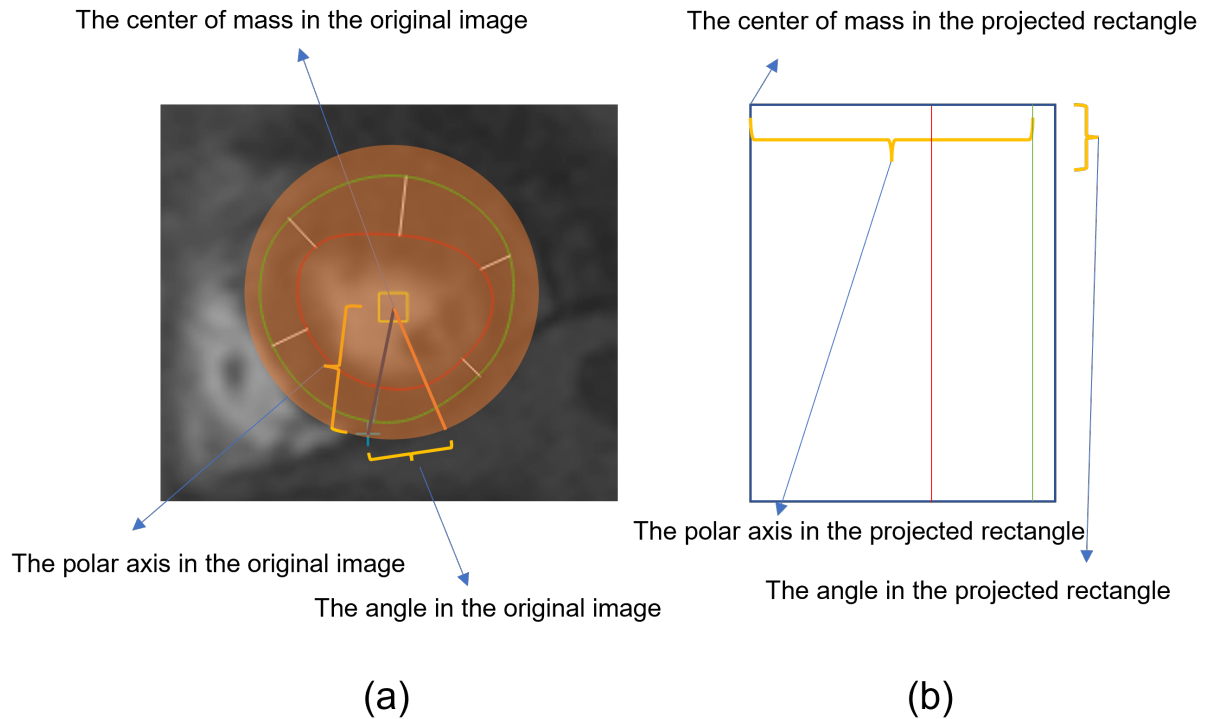 The center of mass in the original image
The center of mass in the projected rectangle
The polar axis in the projected rectangle
The polar axis in the original image
The angle in the projected rectangle
The angle in the original image
(a)
(b)